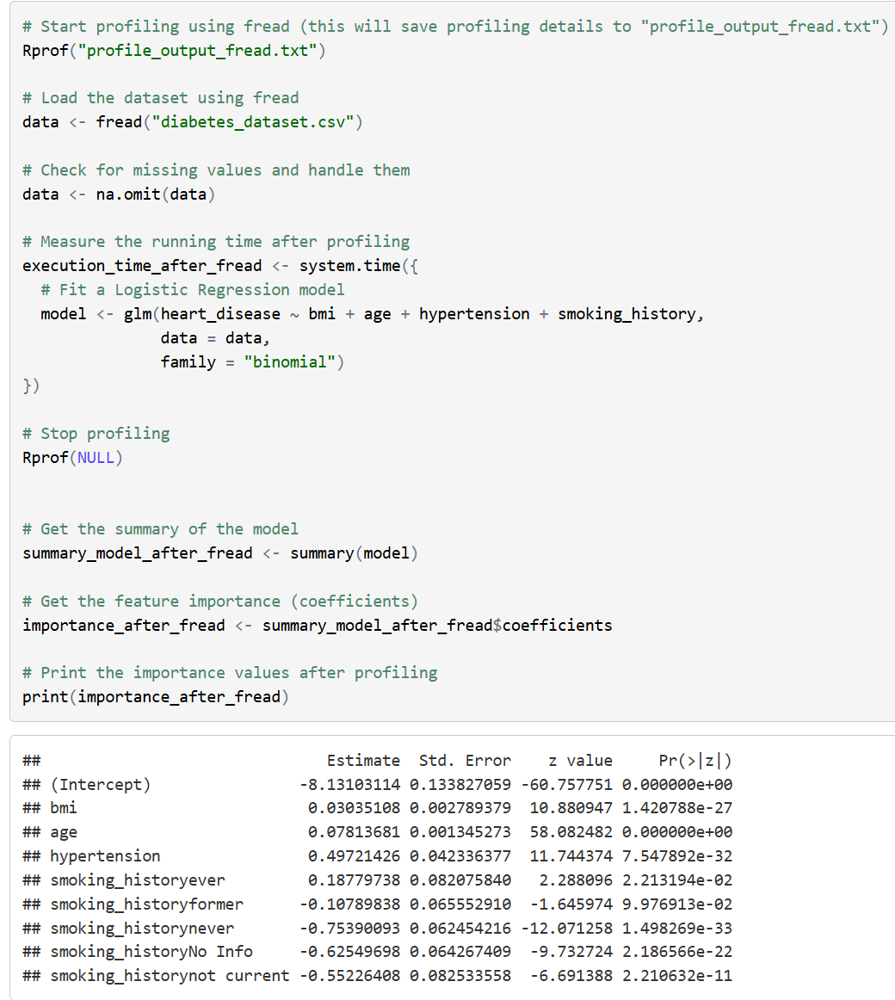 # Start profiling using fread (this will save profiling details to "profile_output_fread.txt")
Rprof("profile_output_fread.txt")

# Load the dataset using fread
data <- fread("diabetes_dataset.csv")

# Check for missing values and handle them
data <- na.omit(data)

# Measure the running time after profiling
execution_time_after_fread <- system.time({
  # Fit a Logistic Regression model
  model <- glm(heart_disease ~ bmi + age + hypertension + smoking_history,
               data = data,
               family = "binomial")
})

# Stop profiling
Rprof(NULL)


# Get the summary of the model
summary_model_after_fread <- summary(model)

# Get the feature importance (coefficients)
importance_after_fread <- summary_model_after_fread$coefficients

# Print the importance values after profiling
print(importance_after_fread)

##                               Estimate  Std. Error    z value     Pr(>|z|)
## (Intercept)                -8.13103114 0.133827059 -60.757751 0.000000e+00
## bmi                         0.03035108 0.002789379  10.880947 1.420788e-27
## age                         0.07813681 0.001345273  58.082482 0.000000e+00
## hypertension                0.49721426 0.042336377  11.744374 7.547892e-32
## smoking_historyever         0.18779738 0.082075840   2.288096 2.213194e-02
## smoking_historyformer      -0.10789838 0.065552910  -1.645974 9.976913e-02
## smoking_historynever       -0.75390093 0.062454216 -12.071258 1.498269e-33
## smoking_historyNo Info     -0.62549698 0.064267409  -9.732724 2.186566e-22
## smoking_historynot current -0.55226408 0.082533558  -6.691388 2.210632e-11